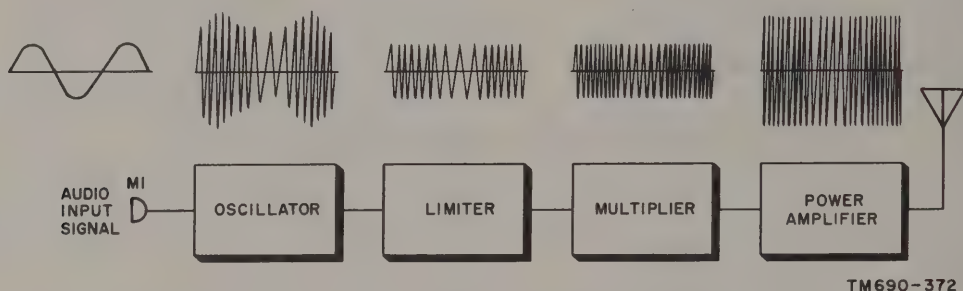 AUDIO
INPUT
SIGNAL
MI
OSCILLATOR
LIMITER
MULTIPLIER
POWER
AMPLIFIER
TM690-372